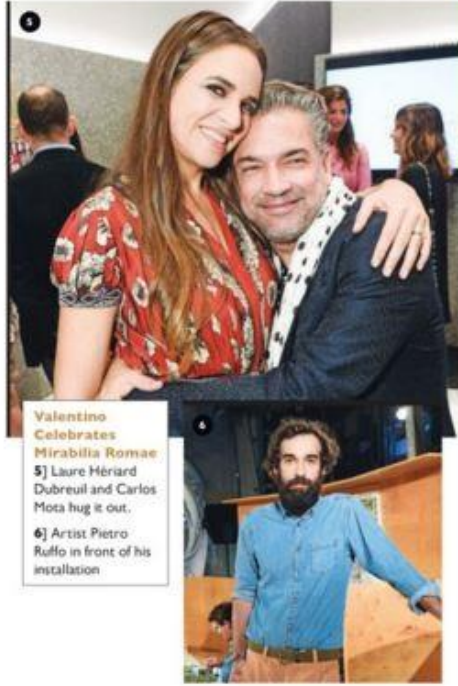 5
Valentino
Celebrates
Mirabilia Romae
5] Laure Hériard
Dubreuil and Carlos
Mota hug it out.
6] Artist Pietro
Ruffo in front of his
installation
6